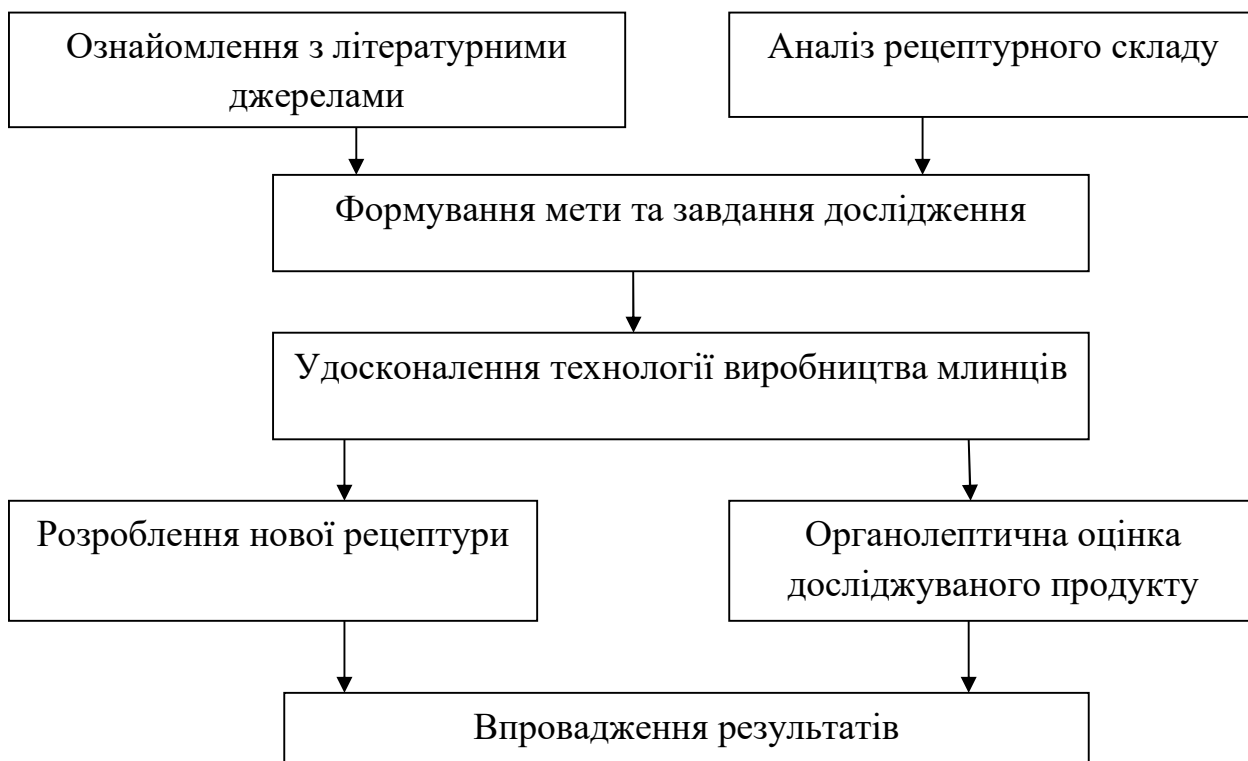 Ознайомлення з літературними
джерелами
Аналіз рецептурного складу
Формування мети та завдання дослідження
Удосконалення технології виробництва млинців
Розроблення нової рецептури
Органолептична оцінка
досліджуваного продукту
Впровадження результатів